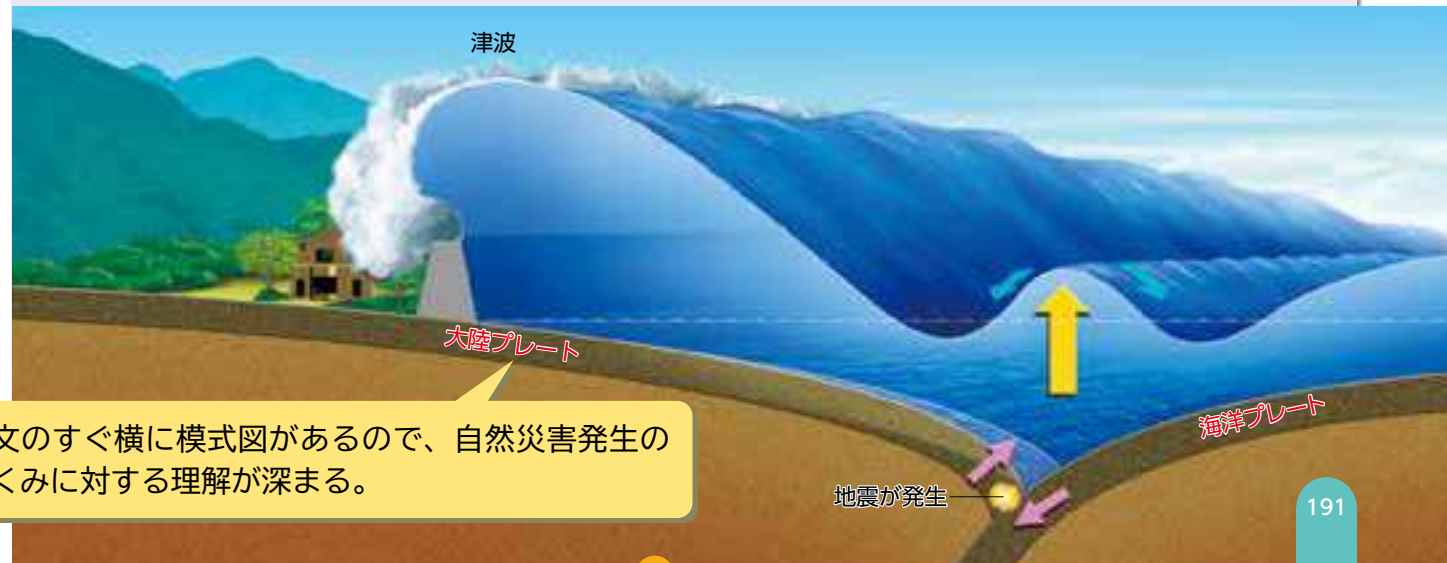 津波
大陸プレート
海洋プレート
文のすぐ横に模式図があるので、自然災害発生の
くみに対する理解が深まる。
地震が発生
191